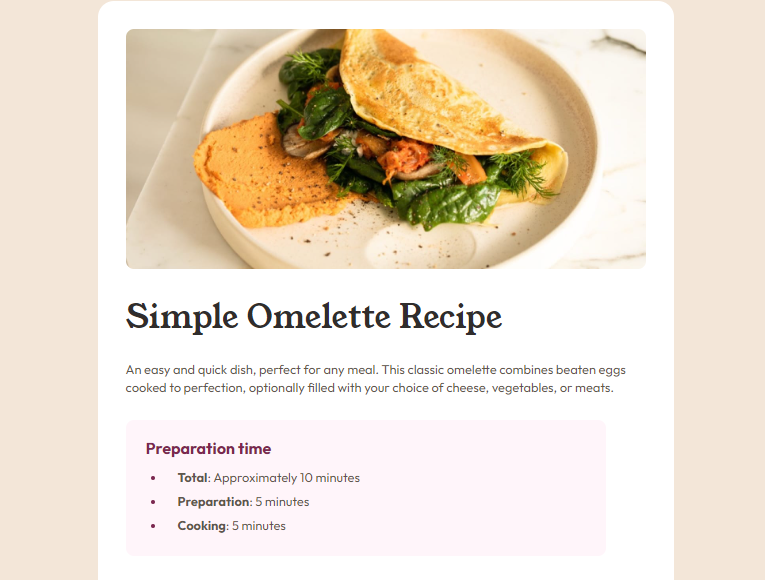 Simple Omelette Recipe
An easy and quick dish, perfect for any meal. This classic omelette combines beaten eggs
cooked to perfection, optionally filled with your choice of cheese, vegetables, or meats.
Preparation time
Total: Approximately 10 minutes
Preparation: 5 minutes
Cooking: 5 minutes